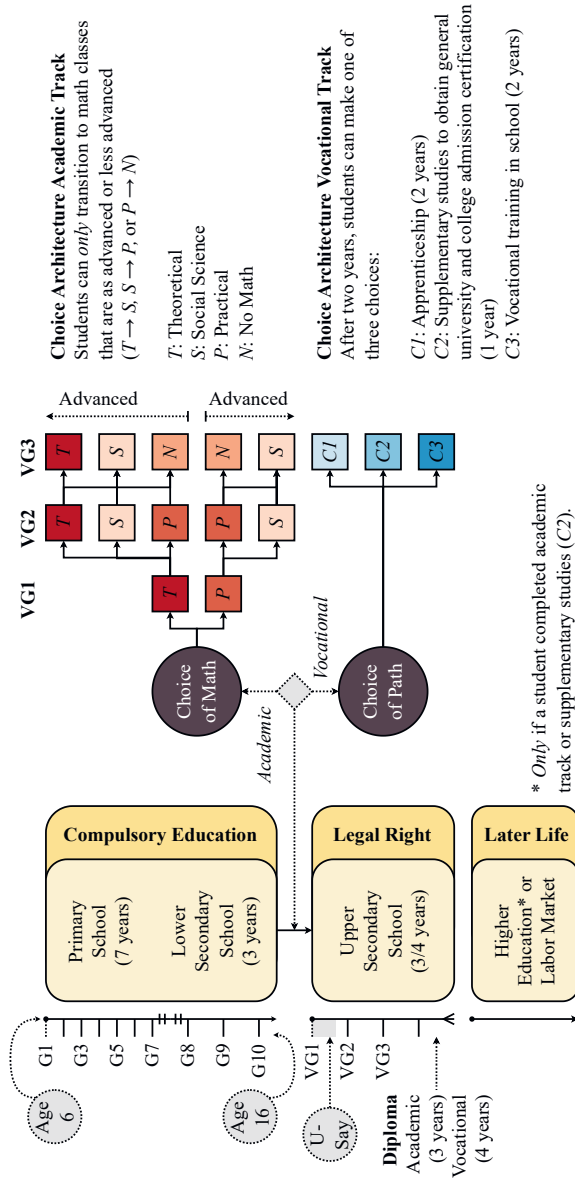 Age
6
Age
16
G1
G3
G5
G7
G8
G9
G10
Primary
School
(7 years)
Lower
Secondary
School
(3 years)
Compulsory Education
U-
Say
VG1
VG2
VG3
Diploma
Academic
(3 years)
Vocational
(4 years)
Upper
Secondary
School
(3/4 years)
Legal Right
Higher
Education* or
Labor Market
Later Life
* Only if a student completed academic
track or supplementary studies (C2).
Academic
Vocational
Choice
of Math
Choice
of Path
VG1
VG2
VG3
T
P
T
S
P
P
S
T
S
N
N
S
C1
C2
C3
Advanced
Advanced
Choice Architecture Academic Track
Students can only transition to math classes
that are as advanced or less advanced
(T → S, S → P, or P → N)
T: Theoretical
S: Social Science
P: Practical
N: No Math
Choice Architecture Vocational Track
After two years, students can make one of
three choices:
C1: Apprenticeship (2 years)
C2: Supplementary studies to obtain general
university and college admission certification
(1 year)
C3: Vocational training in school (2 years)